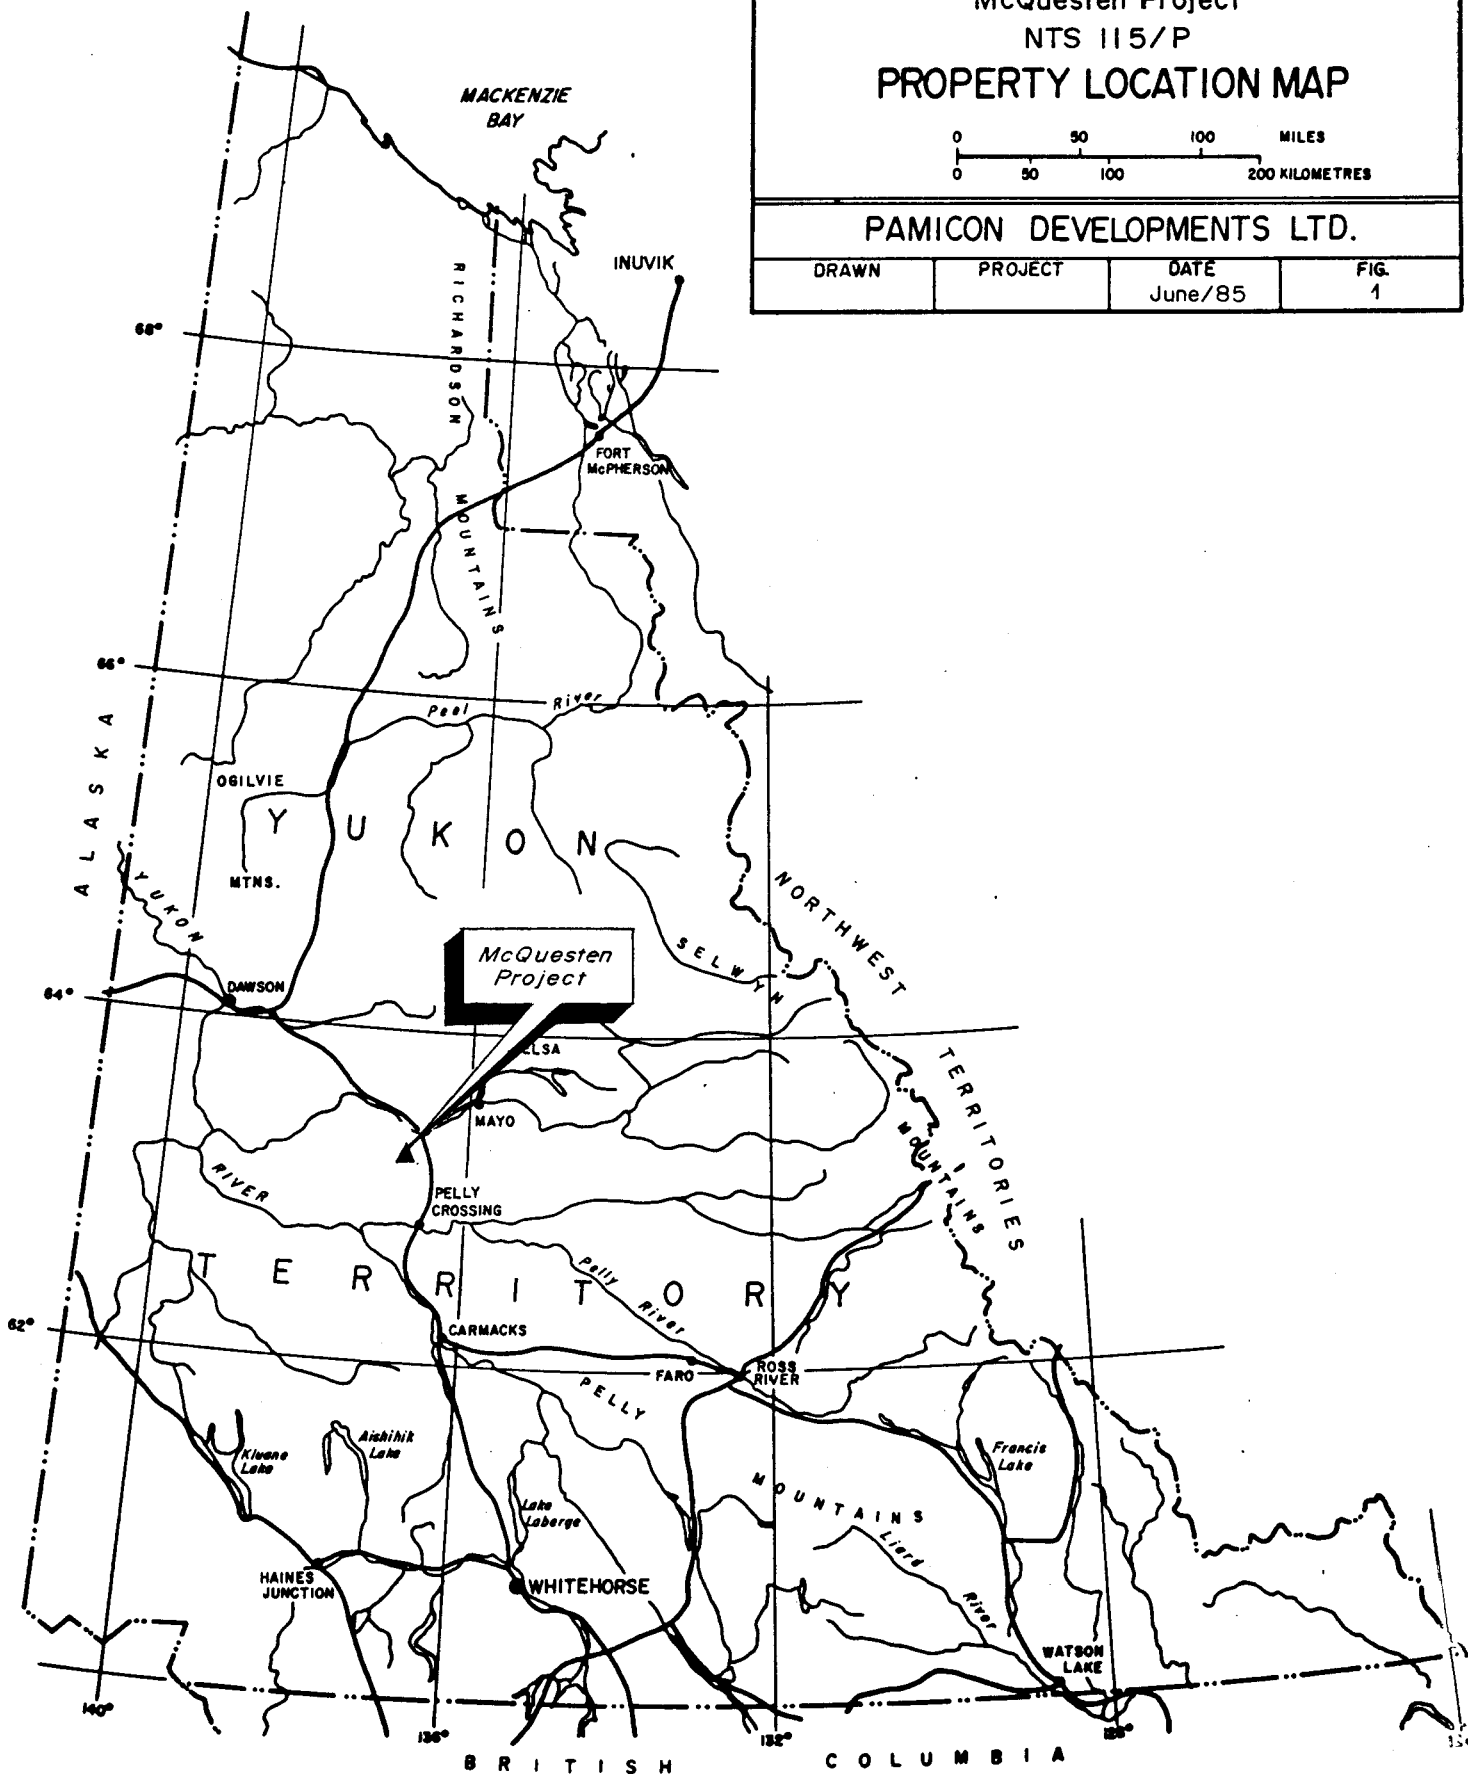 McQuesten Project
NTS 115/P
PROPERTY LOCATION MAP
0 50 100 MILES
0 50 100 200 KILOMETRES
PAMICON DEVELOPMENTS LTD.
DRAWN
PROJECT
DATE
June/85
FIG.
1
MACKENZIE
BAY
INUVIK
RICHARDSON
MOUNTAINS
68°
FORT
McPHERSON
66°
Peel River
ALASKA
OGILVIE
MTNS.
YUKON
YUKON
NORTHWEST
TERRITORIES
SELWYN
MOUNTAINS
McQuesten
Project
64°
DAWSON
ELSA
MAYO
RIVER
PELLY
CROSSING
TERRITORY
Pelly
River
62°
CARMACKS
FARO
ROSS
RIVER
PELLY
MOUNTAINS
Kluane
Lake
Aishihik
Lake
Lake
Laberge
Francis
Lake
Liard
River
HAINES
JUNCTION
WHITEHORSE
WATSON
LAKE
140°
136°
132°
128°
BRITISH COLUMBIA